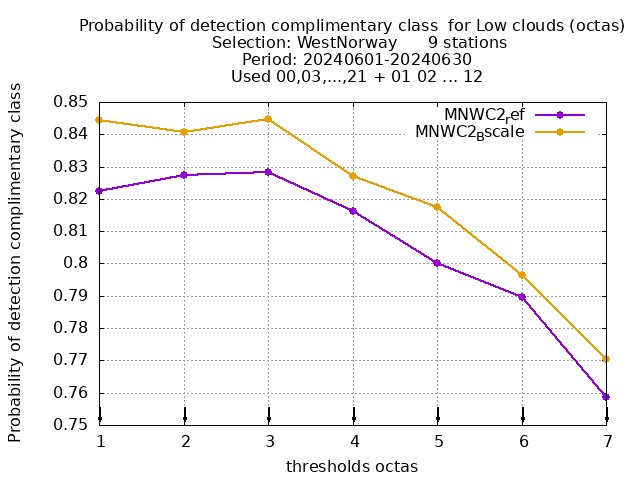 Probability of detection complimentary class  for Low clouds (octas)
Selection: WestNorway      9 stations
Period: 20240601-20240630
Used 00,03,...,21 + 01 02 ... 12
Probability of detection complimentary class
0.85
0.84
0.83
0.82
0.81
0.8
0.79
0.78
0.77
0.76
0.75
MNWC2ref
MNWC2Bscale
1 2 3 4 5 6 7
thresholds octas